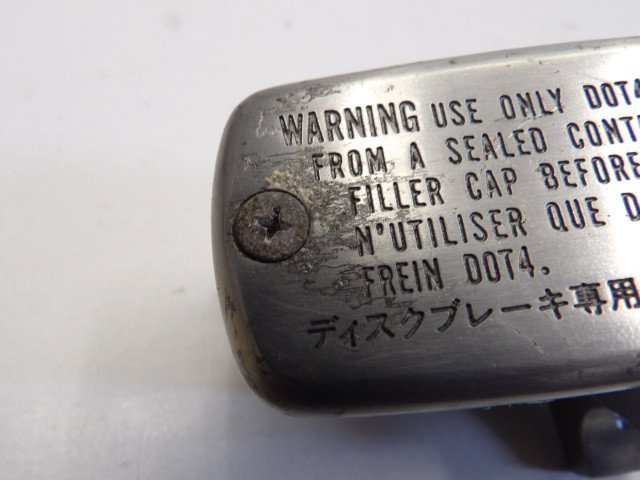 WARNING USE ONLY DOT4
FROM A SEALED
FILLER CAP BEFORE
N'UTILISER QUE
FREIN DOT4.
ディスクブレーキ専用